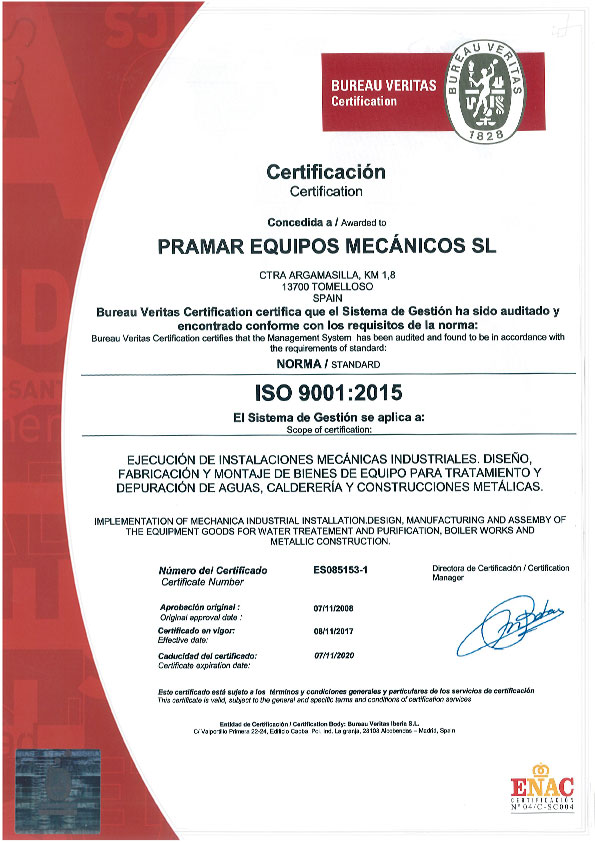 BUREAU VERITAS
Certification
BUREAU VERITAS
1828
Certificación
Certification
Concedida a / Awarded to
PRAMAR EQUIPOS MECÁNICOS SL
CTRA ARGAMASILLA, KM 1,8
13700 TOMELLOSO
SPAIN
Bureau Veritas Certification certifica que el Sistema de Gestión ha sido auditado y
encontrado conforme con los requisitos de la norma:
Bureau Veritas Certification certifies that the Management System has been audited and found to be in accordance with
the requirements of standard:
NORMA / STANDARD
ISO 9001:2015
El Sistema de Gestión se aplica a:
Scope of certification:
EJECUCIÓN DE INSTALACIONES MECÁNICAS INDUSTRIALES. DISEÑO,
FABRICACIÓN Y MONTAJE DE BIENES DE EQUIPO PARA TRATAMIENTO Y
DEPURACIÓN DE AGUAS, CALDERERÍA Y CONSTRUCCIONES METÁLICAS.
IMPLEMENTATION OF MECHANICA INDUSTRIAL INSTALLATION.DESIGN, MANUFACTURING AND ASSEMBY OF
THE EQUIPMENT GOODS FOR WATER TREATEMENT AND PURIFICATION, BOILER WORKS AND
METALLIC CONSTRUCTION.
Número del Certificado ES085153-1 Directora de Certificación / Certification
Certificate Number Manager
Aprobación original : 07/11/2008
Original approval date :
Certificado en vigor: 08/11/2017
Effective date:
Caducidad del certificado: 07/11/2020
Certificate expiration date:
Este certificado está sujeto a los términos y condiciones generales y particulares de los servicios de certificación
This certificate is valid, subject to the general and specific terms and conditions of certification services
Entidad de Certificación / Certification Body: Bureau Veritas Iberia S.L.
C/ Valportillo Primera 22-24, Edificio Caoba, Pol. Ind. La granja, 28108 Alcobendas – Madrid, Spain
ENAC
CERTIFICACIÓN
Nº 04/C-SC004